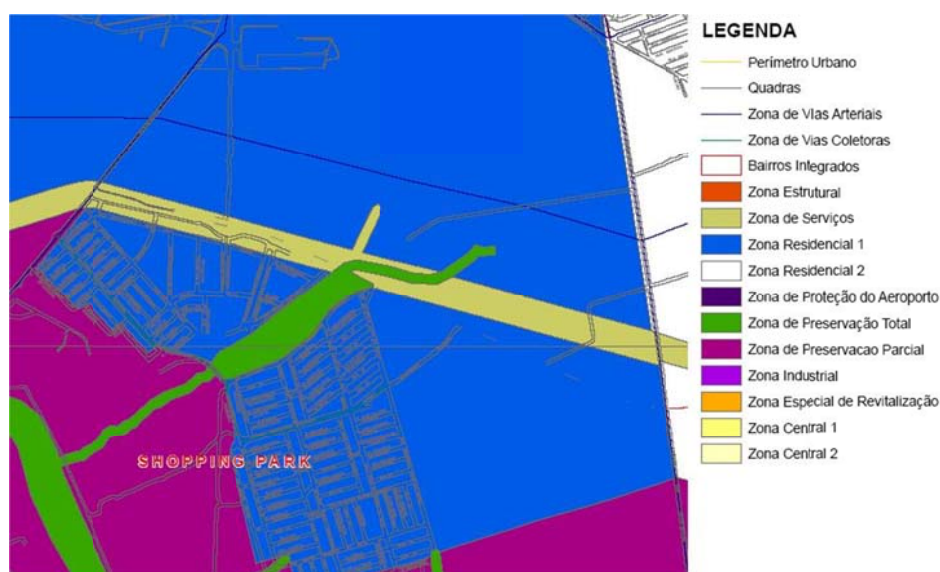 LEGENDA
Perímetro Urbano
Quadras
Zona de Vias Arteriais
Zona de Vias Coletoras
Bairros Integrados
Zona Estrutural
Zona de Serviços
Zona Residencial 1
Zona Residencial 2
Zona de Proteção do Aeroporto
Zona de Preservação Total
Zona de Preservacao Parcial
Zona Industrial
Zona Especial de Revitalização
Zona Central 1
Zona Central 2
SHOPPING PARK